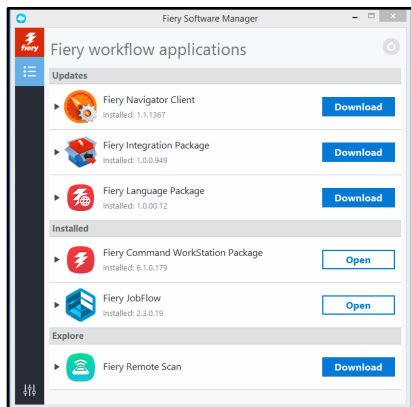 Fiery Software Manager
fiery
Fiery workflow applications
Updates
Fiery Navigator Client
Installed: 1.1.1367
Download
Fiery Integration Package
Installed: 1.0.0.949
Download
Fiery Language Package
Installed: 1.0.00.12
Download
Installed
Fiery Command WorkStation Package
Installed: 6.1.0.179
Open
Fiery JobFlow
Installed: 2.3.0.19
Open
Explore
Fiery Remote Scan
Download